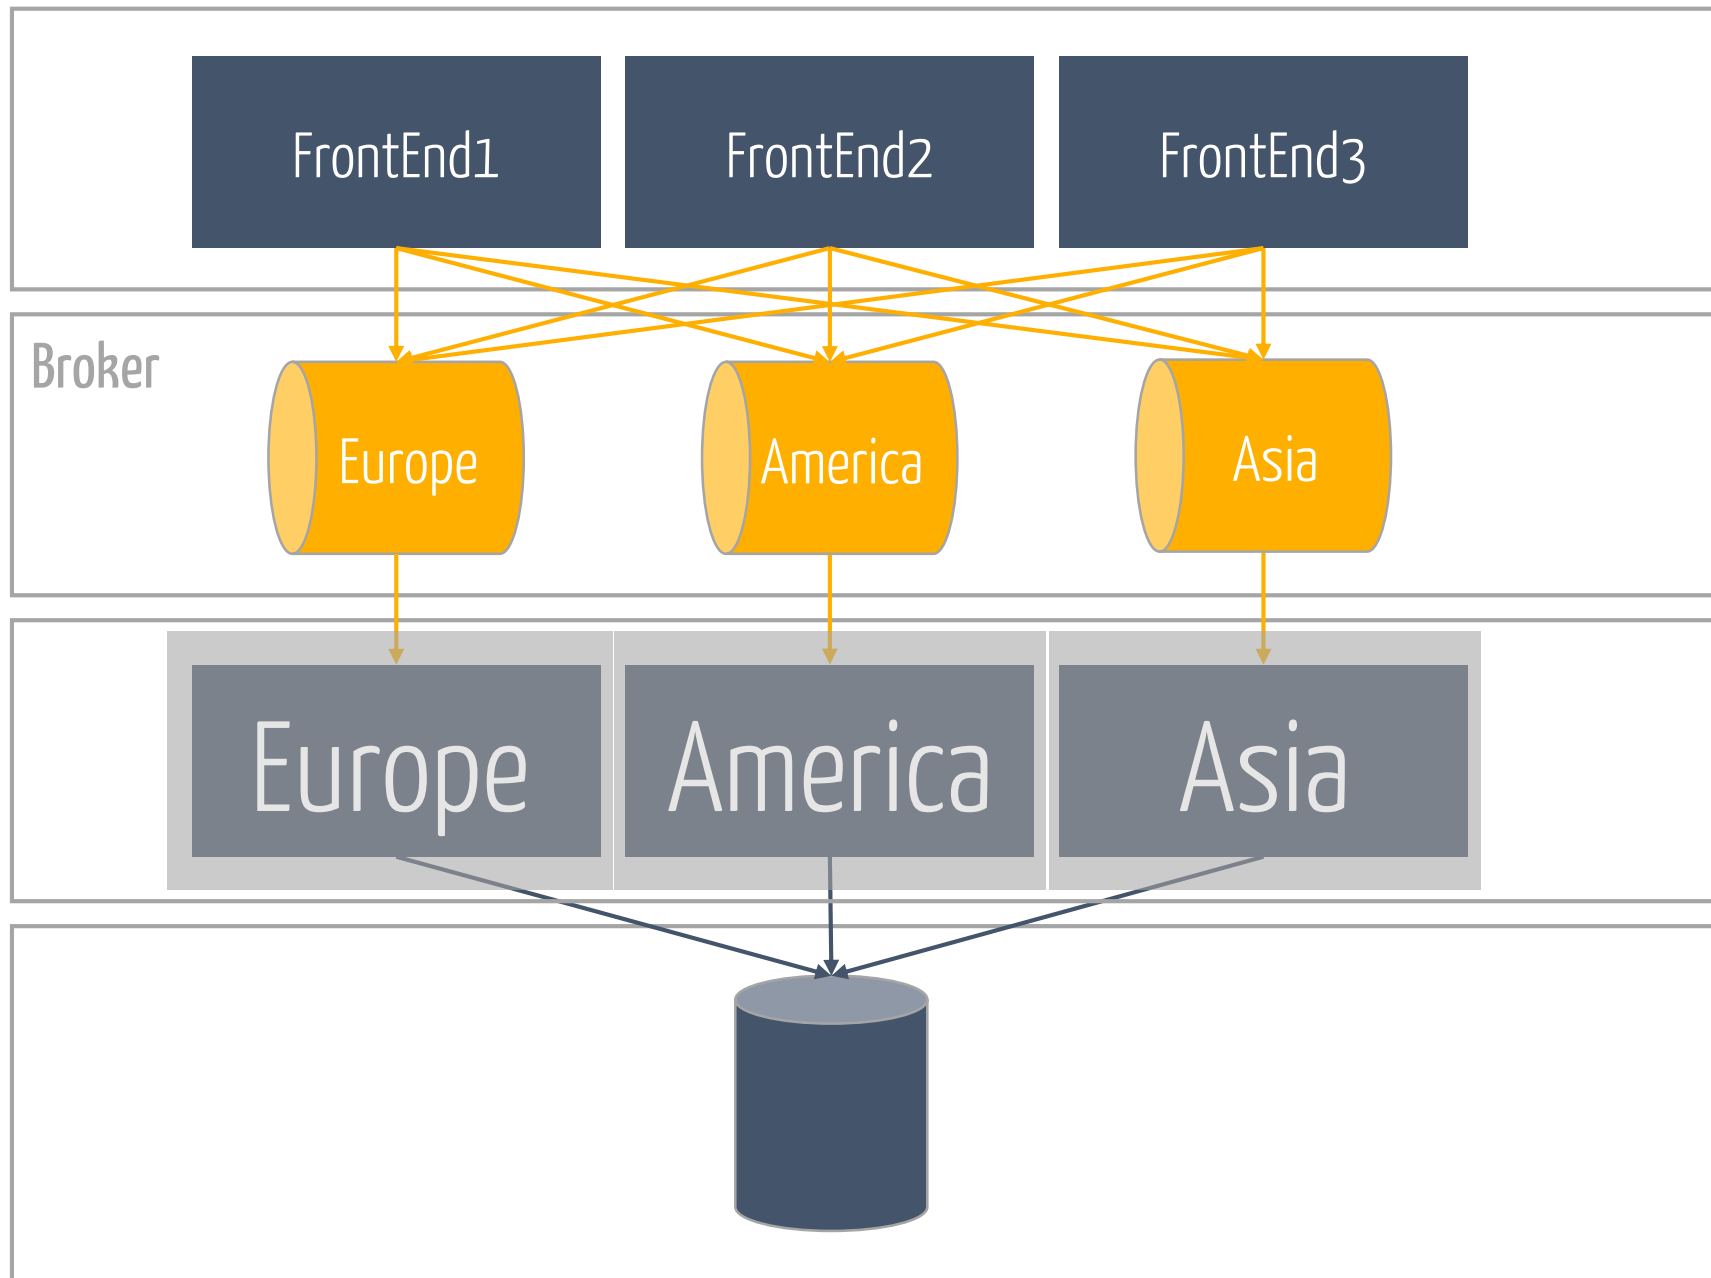 FrontEnd1
FrontEnd2
FrontEnd3
Broker
Europe
America
Asia
Europe
America
Asia